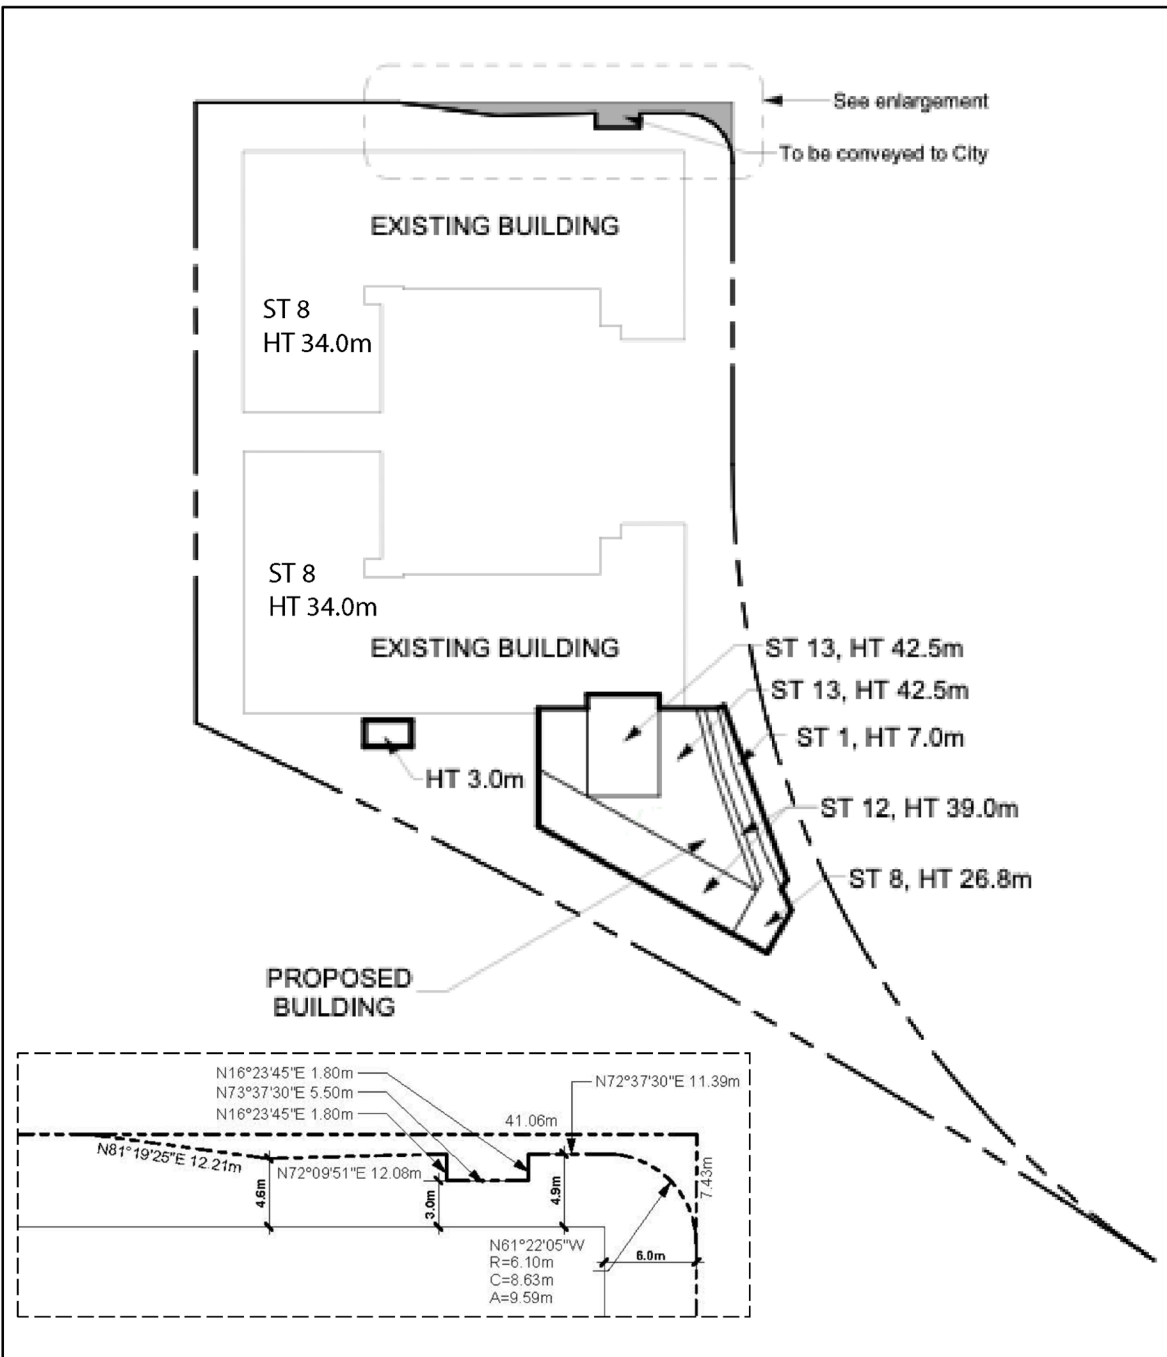 See enlargement
To be conveyed to City
EXISTING BUILDING
ST 8
HT 34.0m
ST 8
HT 34.0m
EXISTING BUILDING
ST 13, HT 42.5m
ST 13, HT 42.5m
ST 1, HT 7.0m
HT 3.0m
ST 12, HT 39.0m
ST 8, HT 26.8m
PROPOSED
BUILDING
N16°23'45"E 1.80m
N73°37'30"E 5.50m
N16°23'45"E 1.80m
N72°37'30"E 11.39m
41.06m
N81°19'25"E 12.21m
N72°09'51"E 12.08m
7.43m
4.6m
3.0m
4.9m
N61°22'05"W
R=6.10m
C=8.63m
A=9.59m
6.0m